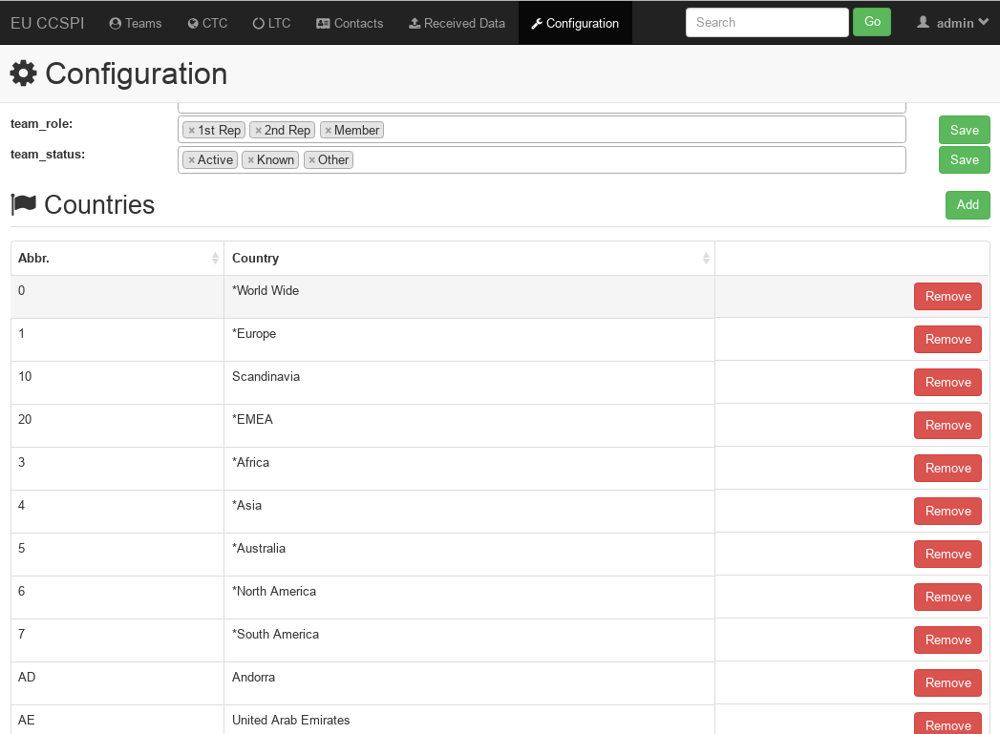 EU CCSPI Teams CTC LTC Contacts Received Data Configuration Search Go admin
Configuration
team_role: × 1st Rep × 2nd Rep × Member Save
team_status: × Active × Known × Other Save
Countries Add
Abbr. Country
0 *World Wide Remove
1 *Europe Remove
10 Scandinavia Remove
20 *EMEA Remove
3 *Africa Remove
4 *Asia Remove
5 *Australia Remove
6 *North America Remove
7 *South America Remove
AD Andorra Remove
AE United Arab Emirates Remove